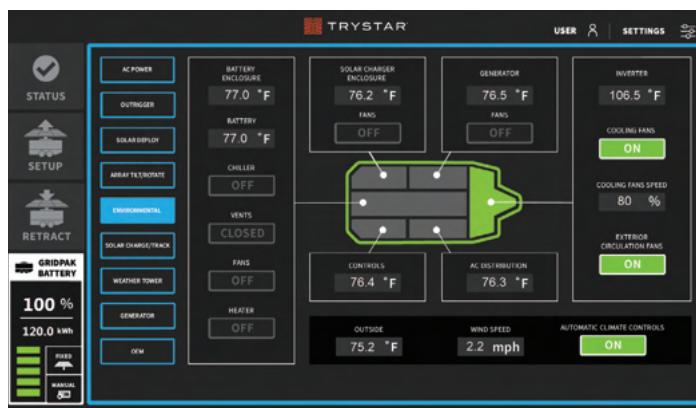 TRYSTAR
USER
SETTINGS
STATUS
SETUP
RETRACT
GRIDPAK
BATTERY
100 %
120.0 kWh
FIXED
MANUAL
AC POWER
OUTRIGGER
SOLAR DEPLOY
ARRAY TILT/ROTATE
ENVIRONMENTAL
SOLAR CHARGE/TRACK
WEATHER TOWER
GENERATOR
OEM
BATTERY
ENCLOSURE
77.0 °F
BATTERY
77.0 °F
CHILLER
OFF
VENTS
CLOSED
FANS
OFF
HEATER
OFF
SOLAR CHARGER
ENCLOSURE
76.2 °F
FANS
OFF
GENERATOR
76.5 °F
FANS
OFF
INVERTER
106.5 °F
COOLING FANS
ON
COOLING FANS SPEED
80 %
EXTERIOR
CIRCULATION FANS
ON
CONTROLS
76.4 °F
AC DISTRIBUTION
76.3 °F
OUTSIDE
75.2 °F
WIND SPEED
2.2 mph
AUTOMATIC CLIMATE CONTROLS
ON